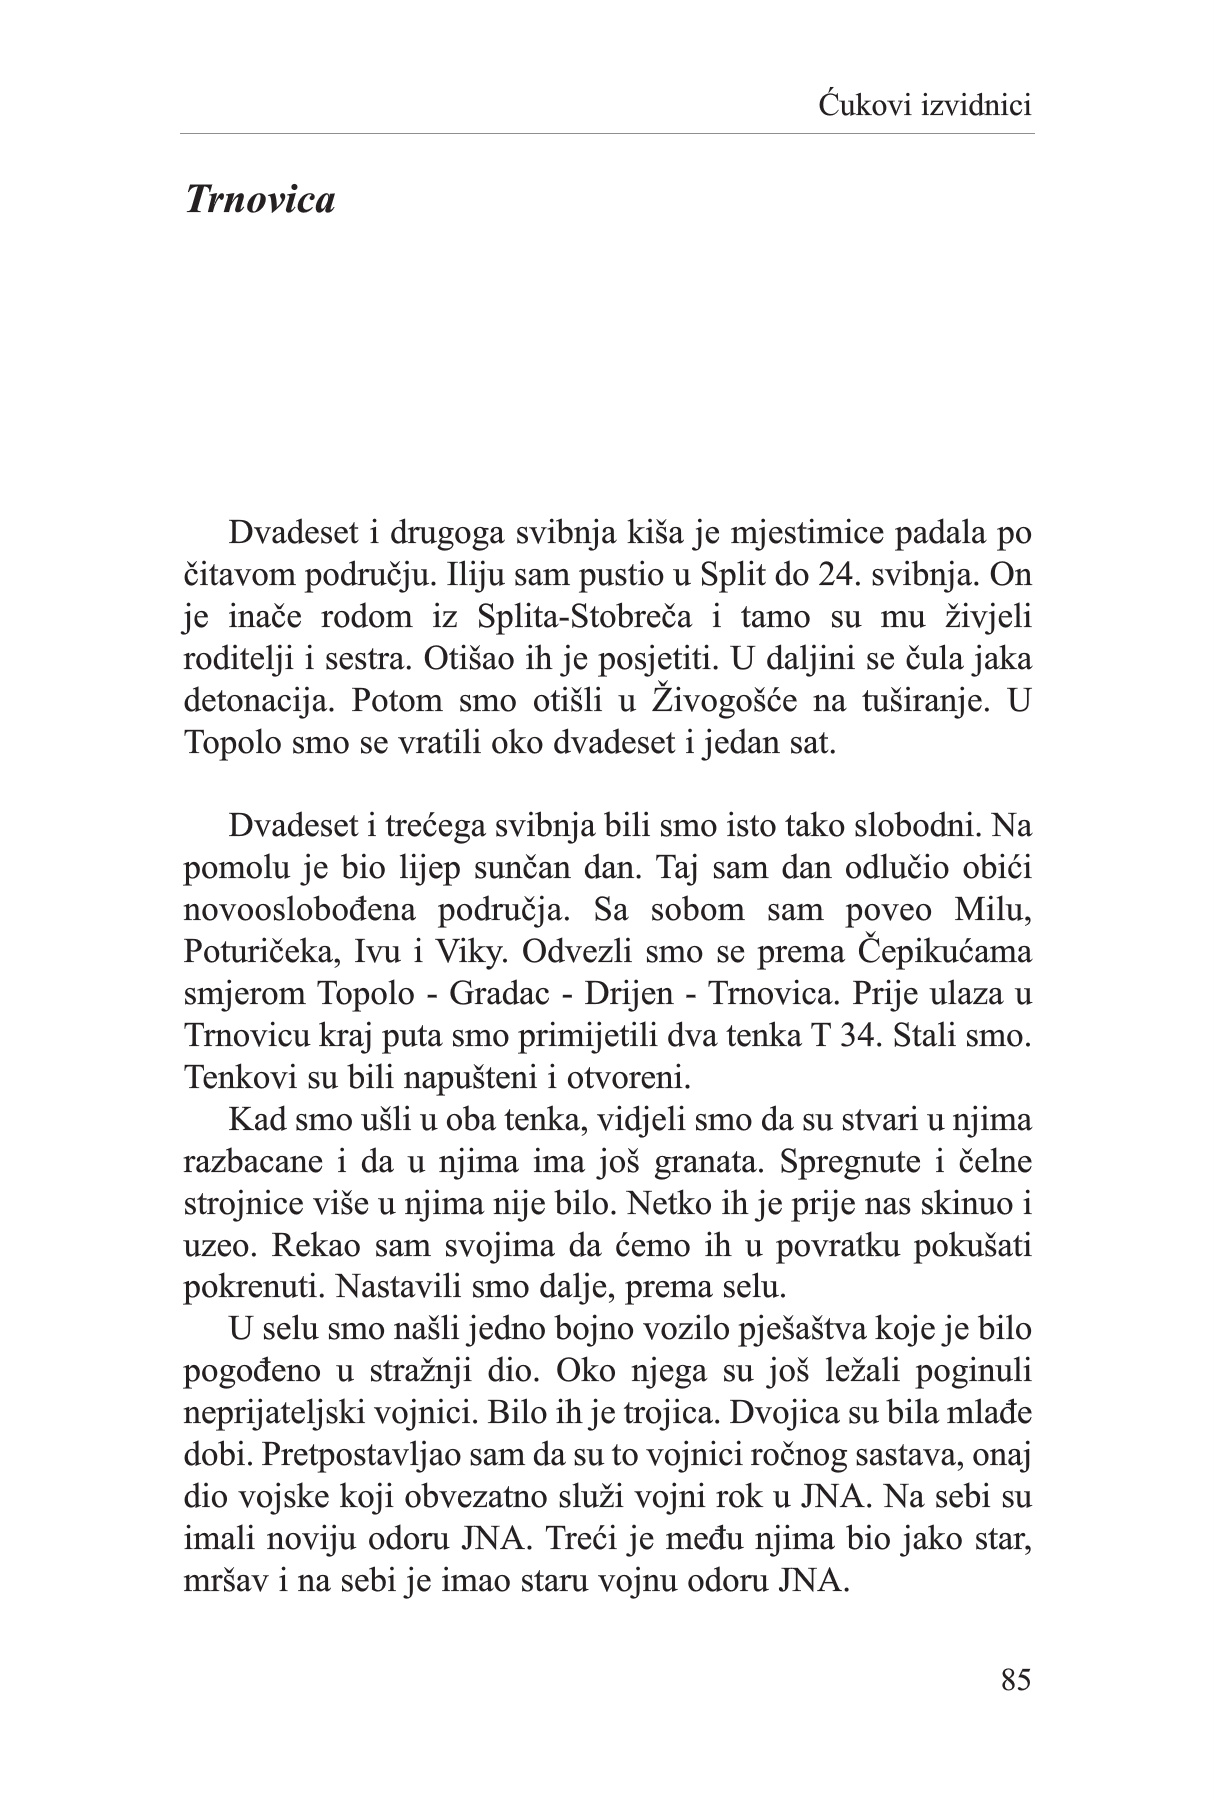 Ćukovi izvidnici
Trnovica
Dvadeset i drugoga svibnja kiša je mjestimice padala po
čitavom području. Iliju sam pustio u Split do 24. svibnja. On
je inače rodom iz Splita-Stobreča i tamo su mu živjeli
roditelji i sestra. Otišao ih je posjetiti. U daljini se čula jaka
detonacija. Potom smo otišli u Živogošće na tuširanje. U
Topolo smo se vratili oko dvadeset i jedan sat.
Dvadeset i trećega svibnja bili smo isto tako slobodni. Na
pomolu je bio lijep sunčan dan. Taj sam dan odlučio obići
novooslobođena područja. Sa sobom sam poveo Milu,
Poturičeka, Ivu i Viky. Odvezli smo se prema Čepikućama
smjerom Topolo - Gradac - Drijen - Trnovica. Prije ulaza u
Trnovicu kraj puta smo primijetili dva tenka T 34. Stali smo.
Tenkovi su bili napušteni i otvoreni.
Kad smo ušli u oba tenka, vidjeli smo da su stvari u njima
razbacane i da u njima ima još granata. Spregnute i čelne
strojnice više u njima nije bilo. Netko ih je prije nas skinuo i
uzeo. Rekao sam svojima da ćemo ih u povratku pokušati
pokrenuti. Nastavili smo dalje, prema selu.
U selu smo našli jedno bojno vozilo pješaštva koje je bilo
pogođeno u stražnji dio. Oko njega su još ležali poginuli
neprijateljski vojnici. Bilo ih je trojica. Dvojica su bila mlađe
dobi. Pretpostavljao sam da su to vojnici ročnog sastava, onaj
dio vojske koji obvezatno služi vojni rok u JNA. Na sebi su
imali noviju odoru JNA. Treći je među njima bio jako star,
mršav i na sebi je imao staru vojnu odoru JNA.
85